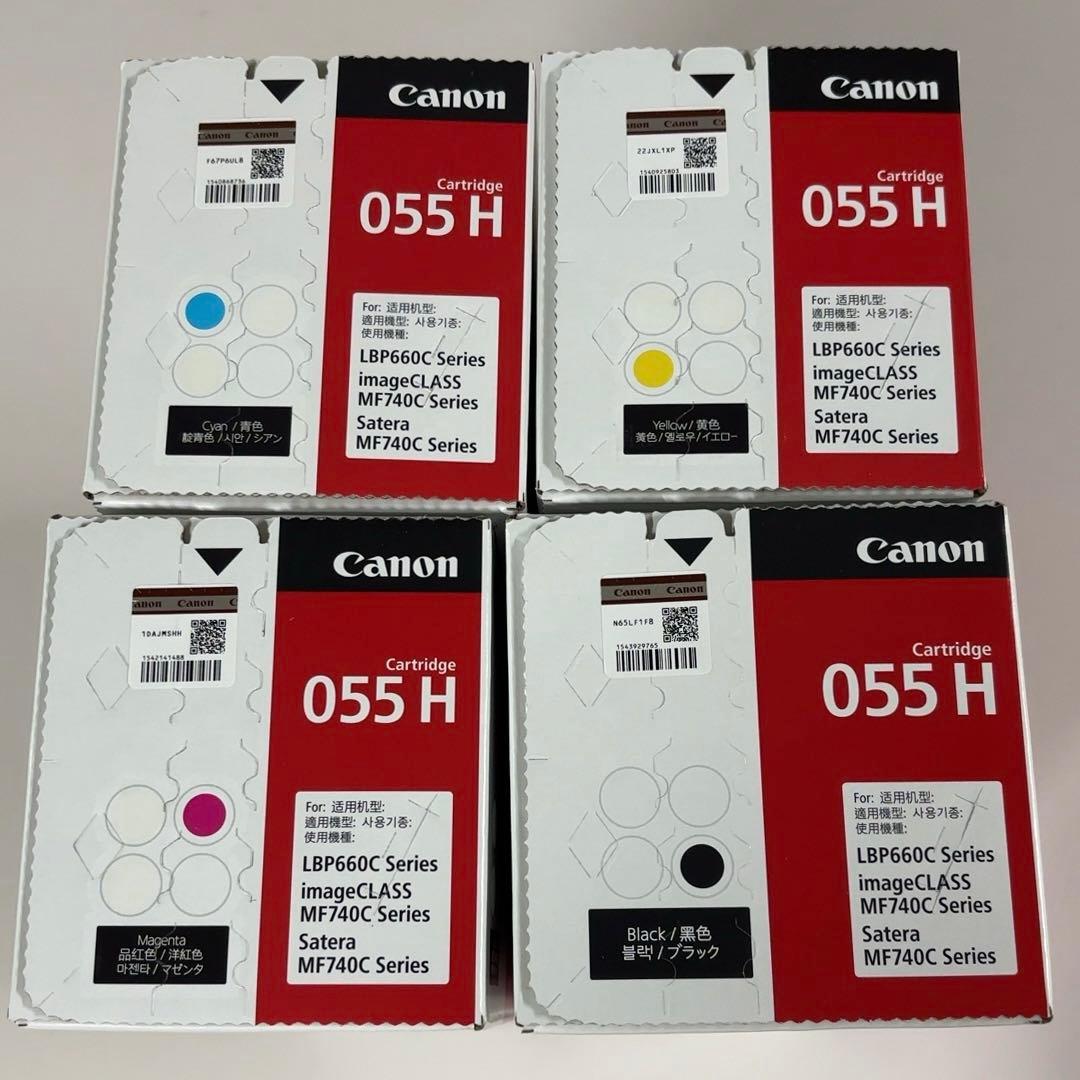 Canon
Canon Canon
F67P6UL8
1540868736
Cartridge
055 H
For: 适用机型:
適用機型: 사용기종:
使用機種:
LBP660C Series
imageCLASS
MF740C Series
Satera
MF740C Series
Cyan / 青色
靛青色 / 시안 / シアン
Canon
Canon Canon
22JXL1XP
1540925803
Cartridge
055 H
For: 适用机型:
適用機型: 사용기종:
使用機種:
LBP660C Series
imageCLASS
MF740C Series
Satera
MF740C Series
Yellow / 黄色
黃色 / 옐로우 / イエロー
Canon
Canon
1DAJMSHH
1542141488
Cartridge
055 H
For: 适用机型:
適用機型: 사용기종:
使用機種:
LBP660C Series
imageCLASS
MF740C Series
Satera
MF740C Series
Magenta
品红色 / 洋紅色
마젠타 / マゼンタ
Canon
Canon Canon
N65LF1F8
1543929765
Cartridge
055 H
For: 适用机型:
適用機型: 사용기종:
使用機種:
LBP660C Series
imageCLASS
MF740C Series
Satera
MF740C Series
Black / 黑色
블랙 / ブラック